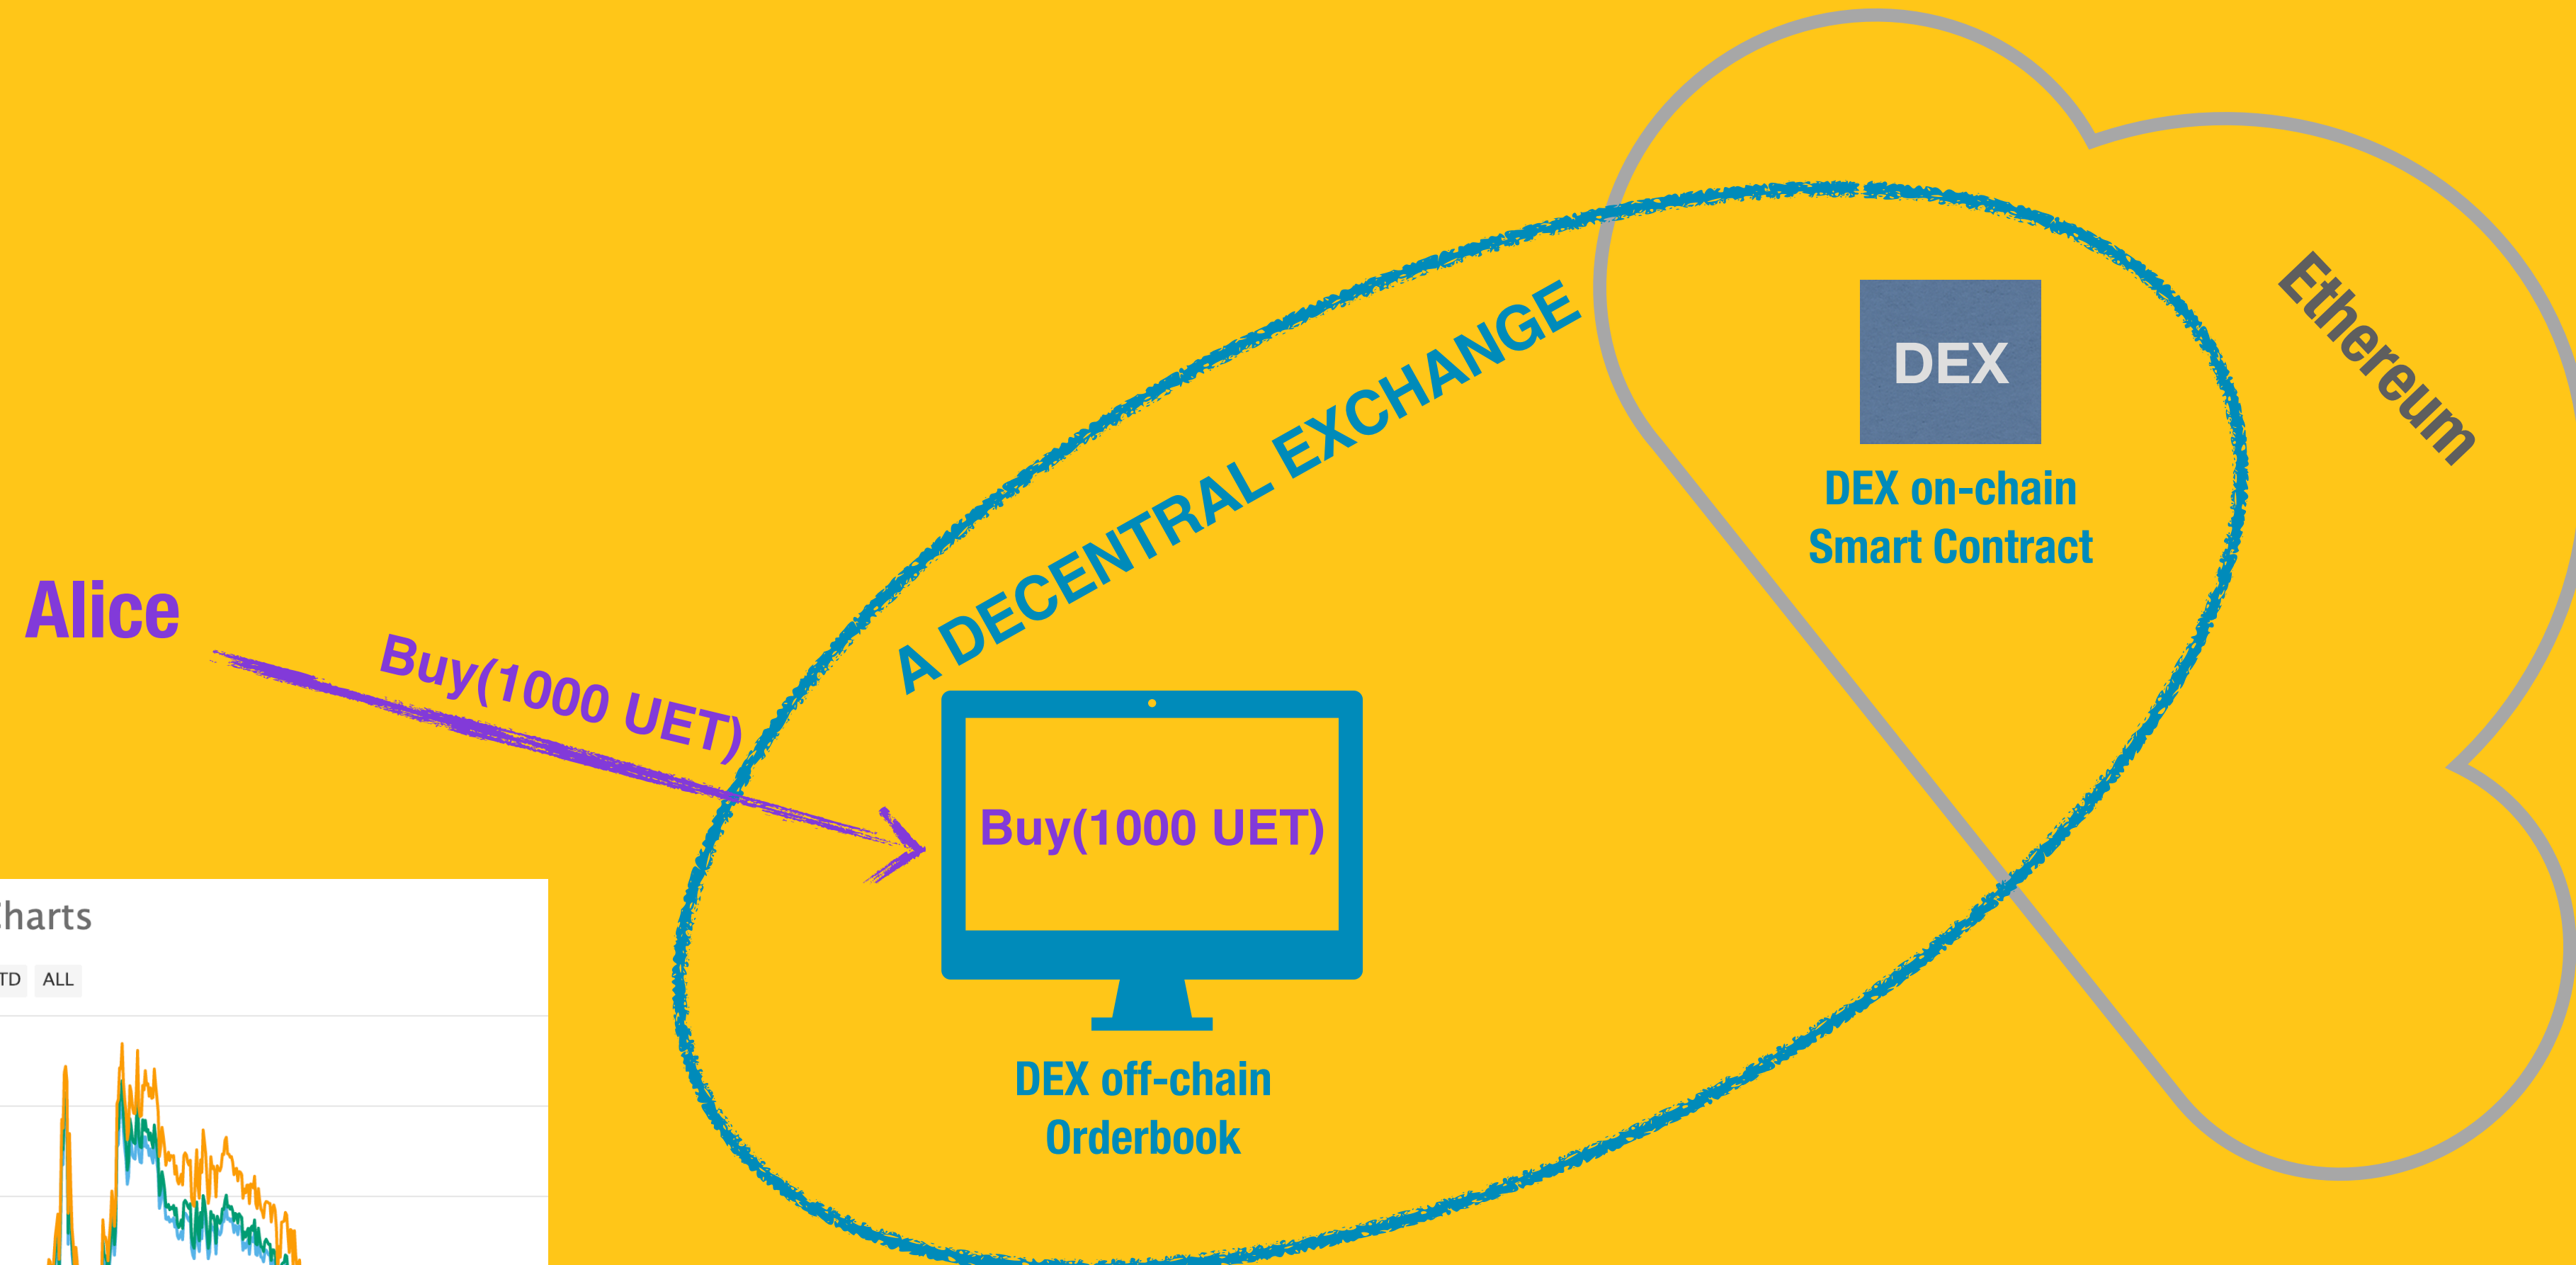 Ethereum
DEX
DEX on-chain
Smart Contract
A DECENTRAL EXCHANGE
Alice
Buy(1000 UET)
Buy(1000 UET)
DEX off-chain
Orderbook
harts
TD ALL